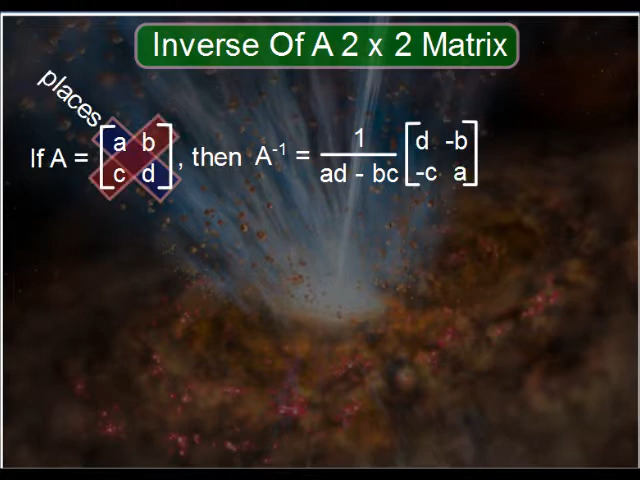 Inverse Of A 2 x 2 Matrix
places
If A = [a b
c d], then A⁻¹ = 1
ad - bc [d -b
-c a]